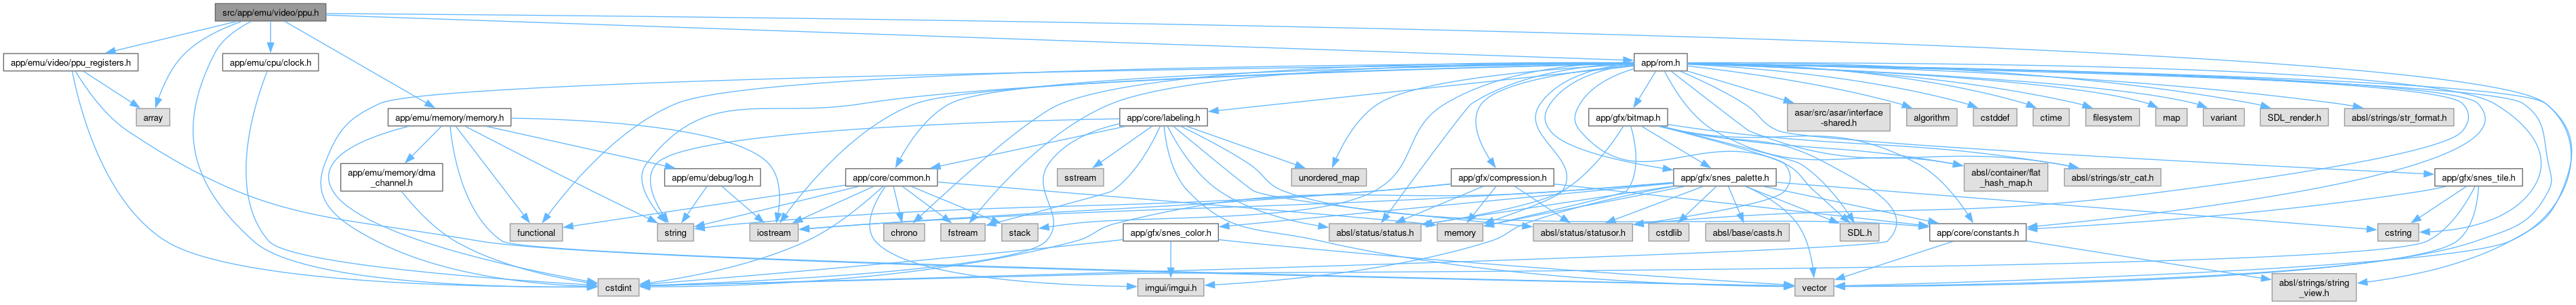 src/app/emu/video/ppu.h
app/emu/video/ppu_registers.h
app/emu/cpu/clock.h
app/rom.h
array
app/emu/memory/memory.h
app/core/labeling.h
app/gfx/bitmap.h
asar/src/asar/interface
-shared.h
algorithm
cstddef
ctime
filesystem
map
variant
SDL_render.h
absl/strings/str_format.h
app/emu/memory/dma
_channel.h
app/emu/debug/log.h
app/core/common.h
sstream
unordered_map
app/gfx/compression.h
app/gfx/snes_palette.h
absl/container/flat
_hash_map.h
absl/strings/str_cat.h
app/gfx/snes_tile.h
functional
string
iostream
chrono
fstream
stack
app/gfx/snes_color.h
absl/status/status.h
memory
absl/status/statusor.h
cstdlib
absl/base/casts.h
SDL.h
app/core/constants.h
cstring
cstdint
imgui/imgui.h
vector
absl/strings/string
_view.h